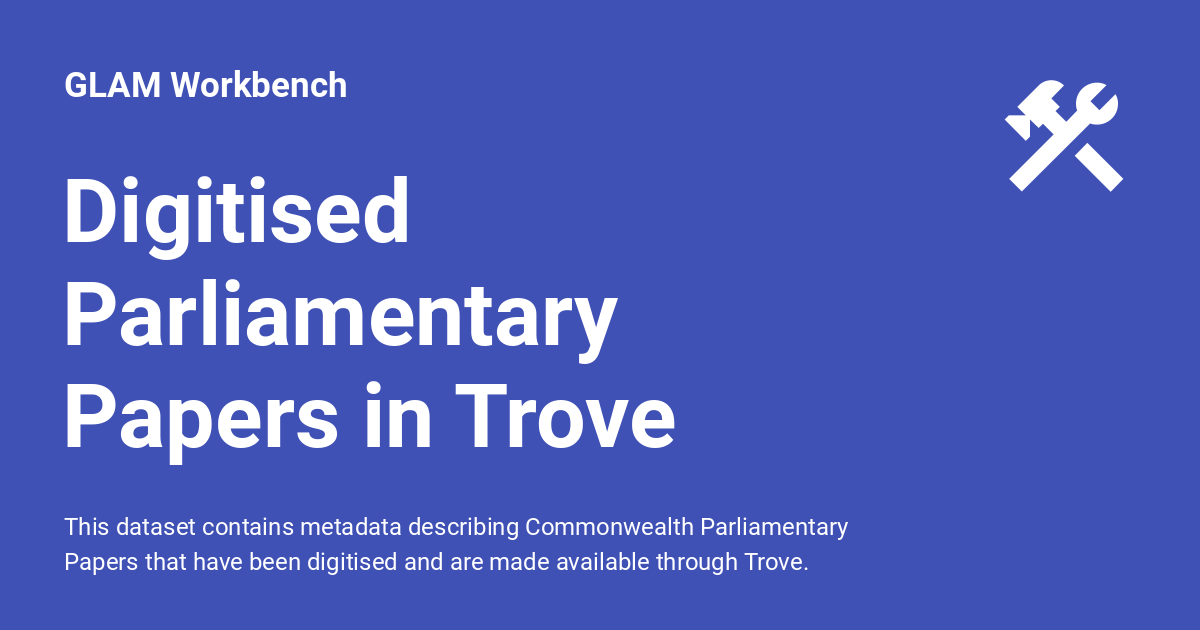 GLAM Workbench
Digitised
Parliamentary
Papers in Trove
This dataset contains metadata describing Commonwealth Parliamentary
Papers that have been digitised and are made available through Trove.